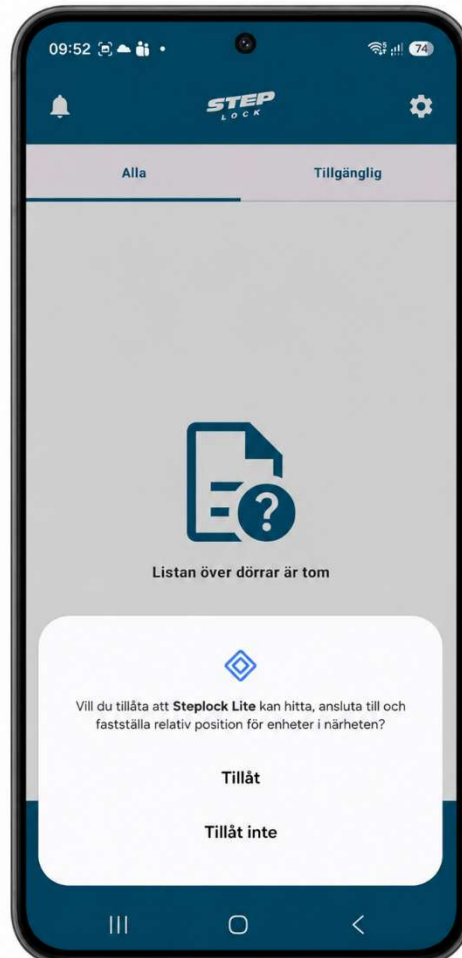 09:52
74
STEP
LOCK
Alla Tillgänglig
?
Listan över dörrar är tom
Vill du tillåta att Steplock Lite kan hitta, ansluta till och
fastställa relativ position för enheter i närheten?
Tillåt
Tillåt inte